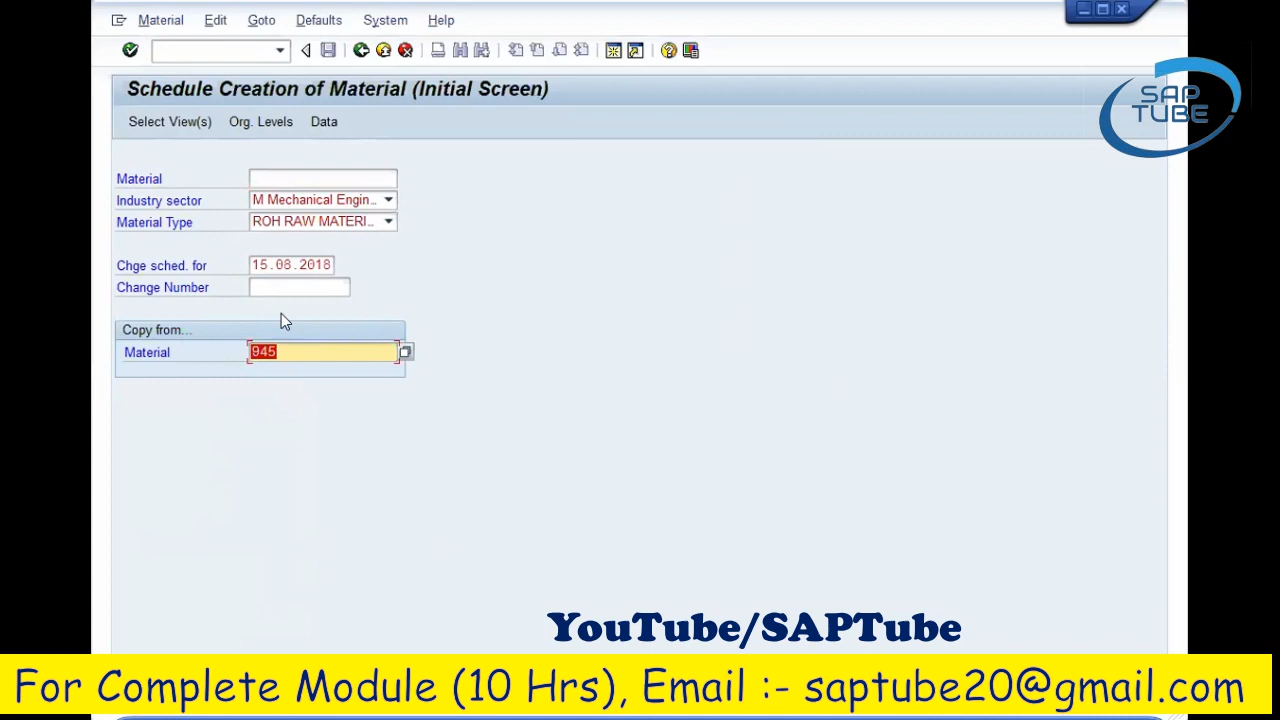 Material Edit Goto Defaults System Help
Schedule Creation of Material (Initial Screen)
Select View(s) Org. Levels Data
SAP
TUBE
Material
Industry sector M Mechanical Engin..
Material Type ROH RAW MATERI...
Chge sched. for 15.08.2018
Change Number
Copy from...
Material 945
YouTube/SAPTube
For Complete Module (10 Hrs), Email :- saptube20@gmail.com